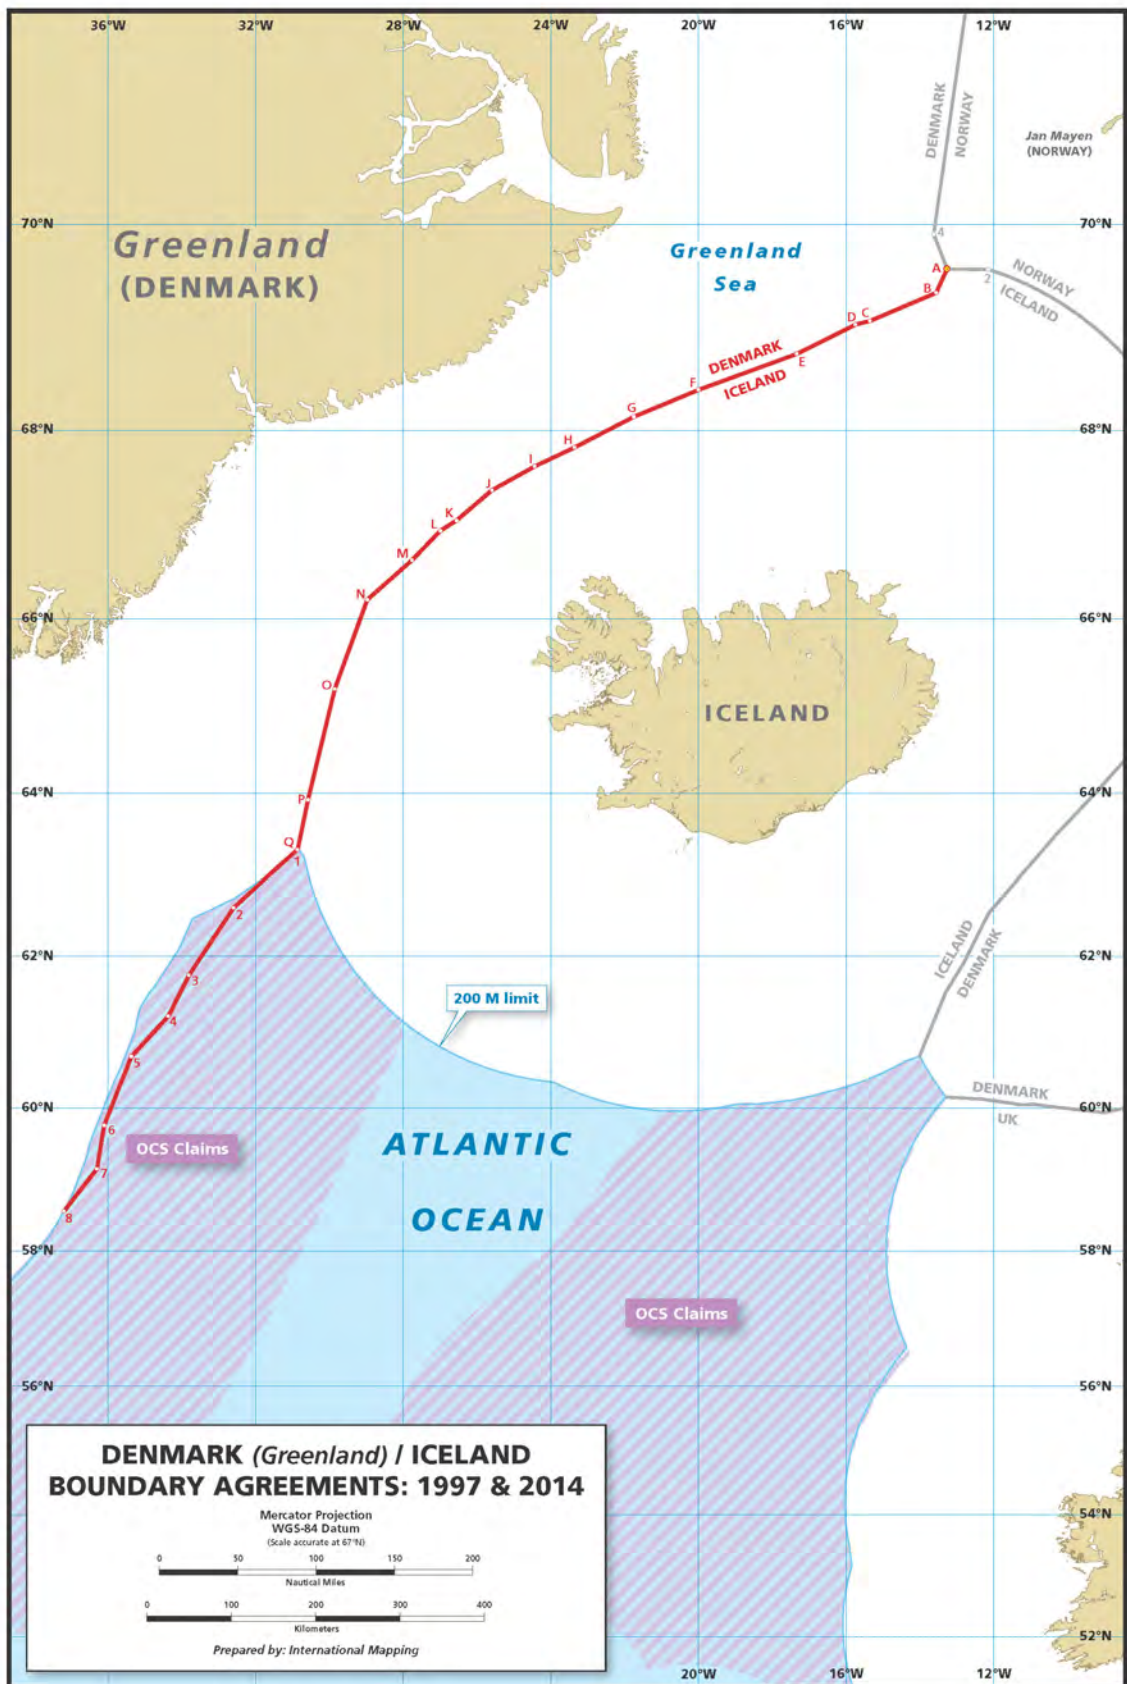 36°W 32°W 28°W 24°W 20°W 16°W 12°W
DENMARK
NORWAY
Jan Mayen
(NORWAY)
70°N 70°N
4
Greenland
(DENMARK)
Greenland
Sea
A
2
NORWAY
ICELAND
B
C
D
E
DENMARK
ICELAND
F
G
68°N 68°N
H
I
J
K
L
M
N
66°N 66°N
O
ICELAND
64°N 64°N
P
Q
1
2
62°N 62°N
ICELAND
DENMARK
3
200 M limit
4
5
DENMARK
UK
60°N 60°N
6
OCS Claims
ATLANTIC
OCEAN
7
8
58°N 58°N
OCS Claims
56°N 56°N
DENMARK (Greenland) / ICELAND
BOUNDARY AGREEMENTS: 1997 & 2014
Mercator Projection
WGS-84 Datum
(Scale accurate at 67°N)
0 50 100 150 200
Nautical Miles
0 100 200 300 400
Kilometers
Prepared by: International Mapping
54°N
52°N
20°W 16°W 12°W